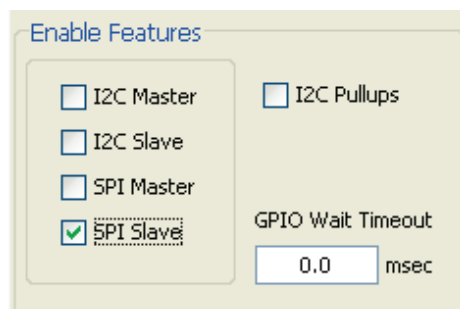 Enable Features
I2C Master
I2C Pullups
I2C Slave
SPI Master
SPI Slave
GPIO Wait Timeout
0.0 msec